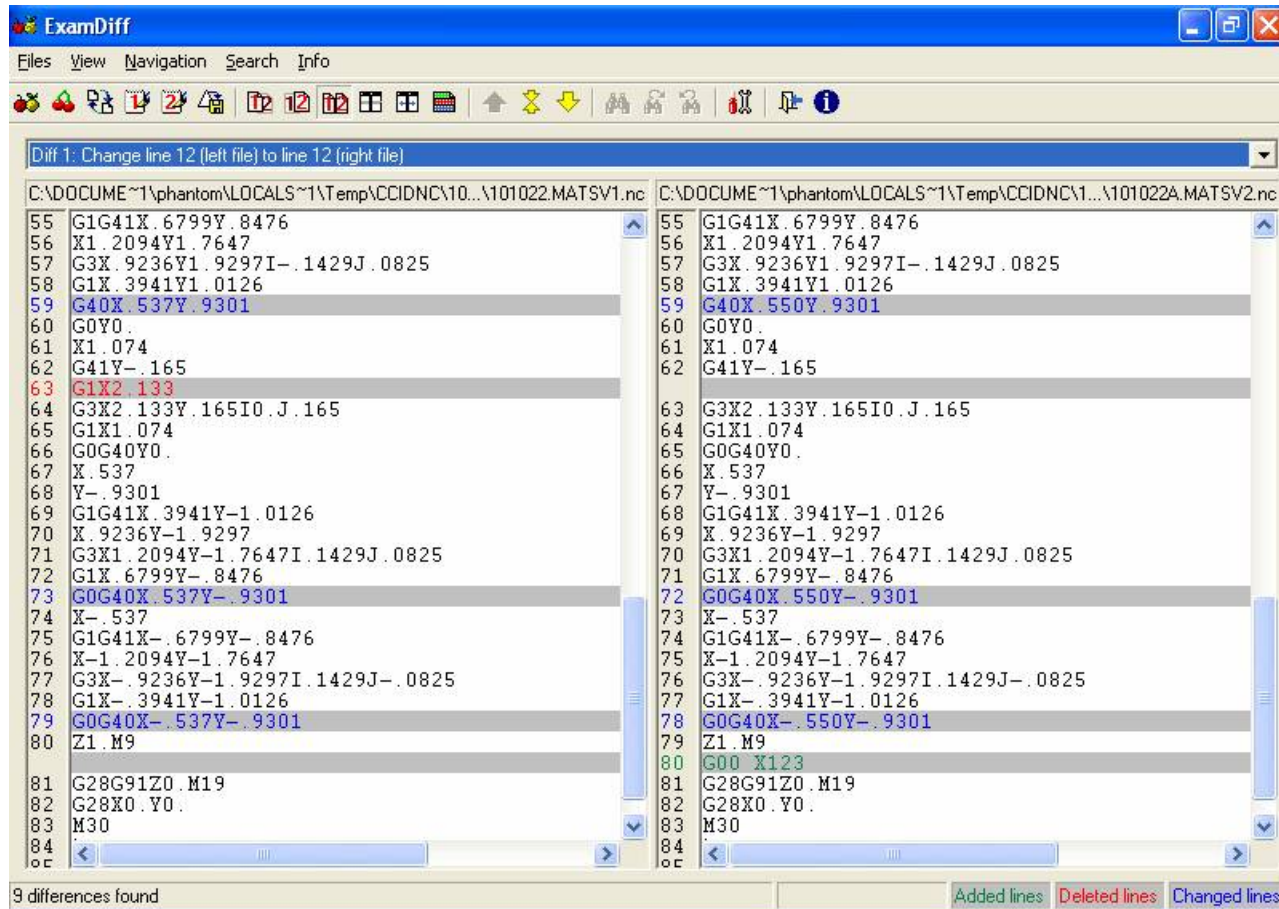 ExamDiff
Files View Navigation Search Info
Diff 1: Change line 12 (left file) to line 12 (right file)
C:\DOCUME~1\phantom\LOCALS~1\Temp\CCIDNC\10...\101022.MATSV1.nc
55 G1G41X.6799Y.8476
56 X1.2094Y1.7647
57 G3X.9236Y1.9297I-.1429J.0825
58 G1X.3941Y1.0126
59 G40X.537Y.9301
60 G0Y0.
61 X1.074
62 G41Y-.165
63 G1X2.133
64 G3X2.133Y.165I0.J.165
65 G1X1.074
66 G0G40Y0.
67 X.537
68 Y-.9301
69 G1G41X.3941Y-1.0126
70 X.9236Y-1.9297
71 G3X1.2094Y-1.7647I.1429J.0825
72 G1X.6799Y-.8476
73 G0G40X.537Y-.9301
74 X-.537
75 G1G41X-.6799Y-.8476
76 X-1.2094Y-1.7647
77 G3X-.9236Y-1.9297I.1429J-.0825
78 G1X-.3941Y-1.0126
79 G0G40X-.537Y-.9301
80 Z1.M9
81 G28G91Z0.M19
82 G28X0.Y0.
83 M30
84
C:\DOCUME~1\phantom\LOCALS~1\Temp\CCIDNC\1...\101022A.MATSV2.nc
55 G1G41X.6799Y.8476
56 X1.2094Y1.7647
57 G3X.9236Y1.9297I-.1429J.0825
58 G1X.3941Y1.0126
59 G40X.550Y.9301
60 G0Y0.
61 X1.074
62 G41Y-.165
63 G3X2.133Y.165I0.J.165
64 G1X1.074
65 G0G40Y0.
66 X.537
67 Y-.9301
68 G1G41X.3941Y-1.0126
69 X.9236Y-1.9297
70 G3X1.2094Y-1.7647I.1429J.0825
71 G1X.6799Y-.8476
72 G0G40X.550Y-.9301
73 X-.537
74 G1G41X-.6799Y-.8476
75 X-1.2094Y-1.7647
76 G3X-.9236Y-1.9297I.1429J-.0825
77 G1X-.3941Y-1.0126
78 G0G40X-.550Y-.9301
79 Z1.M9
80 G00 X123
81 G28G91Z0.M19
82 G28X0.Y0.
83 M30
84
9 differences found
Added lines Deleted lines Changed lines